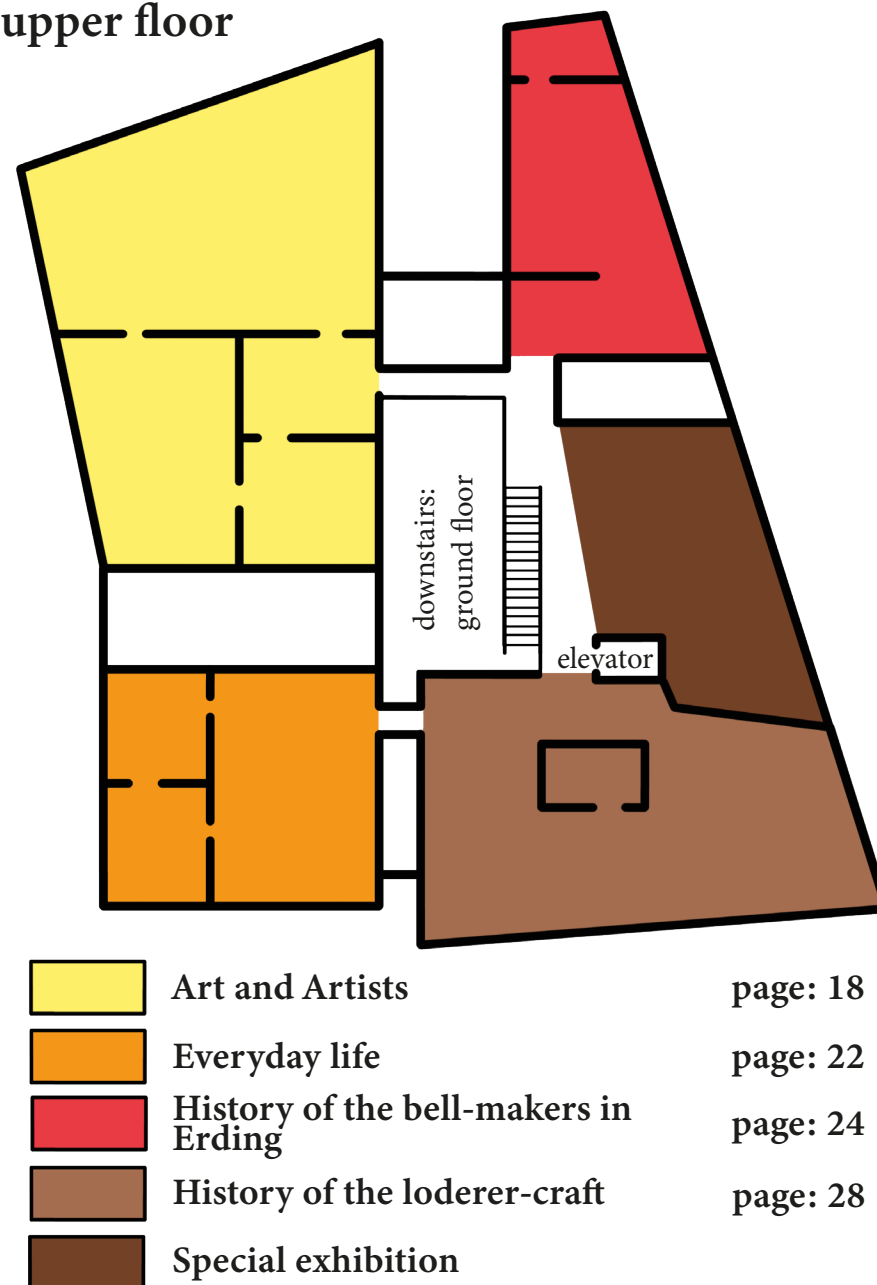 upper floor
downstairs:
ground floor
elevator
Art and Artists page: 18
Everyday life page: 22
History of the bell-makers in
Erding page: 24
History of the loderer-craft page: 28
Special exhibition